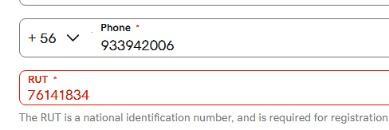 + 56
Phone *
933942006
RUT *
76141834
The RUT is a national identification number, and is required for registration